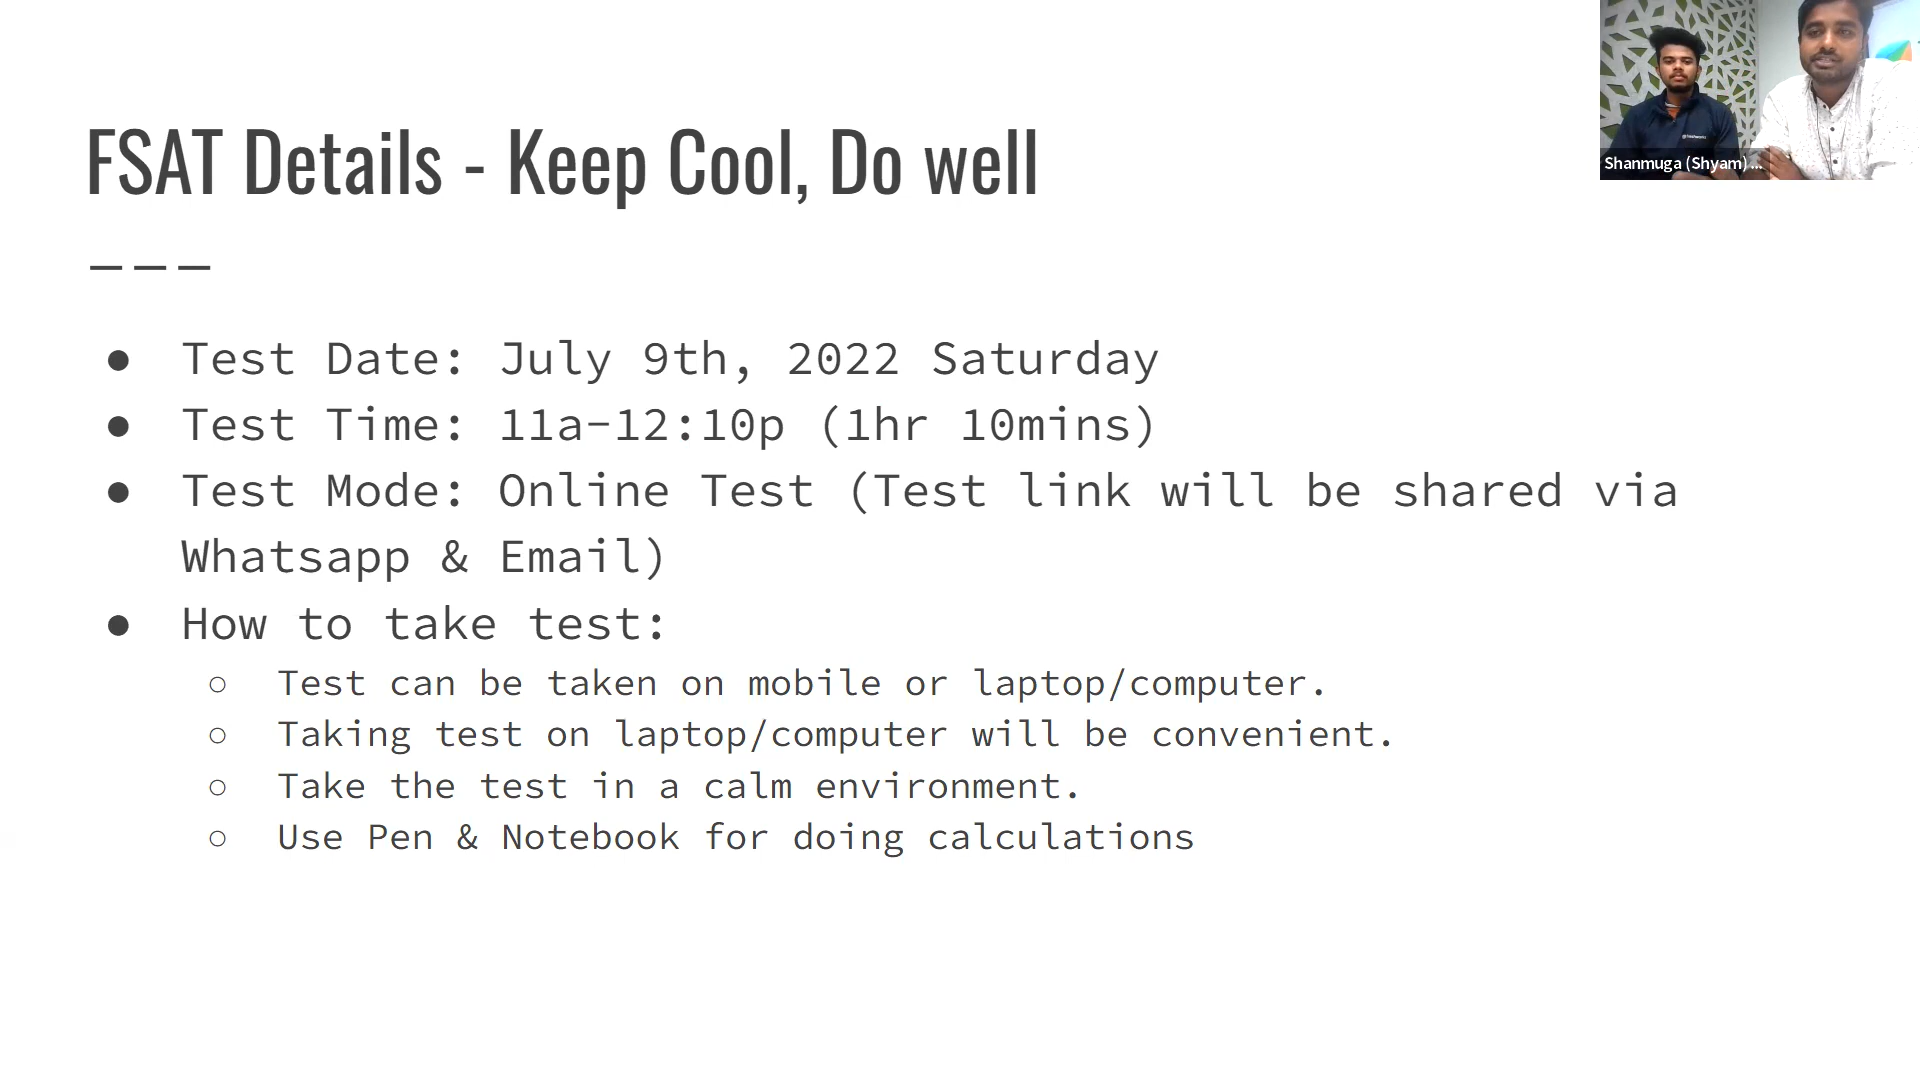 FSAT Details - Keep Cool, Do well
● Test Date: July 9th, 2022 Saturday
● Test Time: 11a-12:10p (1hr 10mins)
● Test Mode: Online Test (Test link will be shared via
Whatsapp & Email)
● How to take test:
○ Test can be taken on mobile or laptop/computer.
○ Taking test on laptop/computer will be convenient.
○ Take the test in a calm environment.
○ Use Pen & Notebook for doing calculations
Shanmuga (Shyam) ...